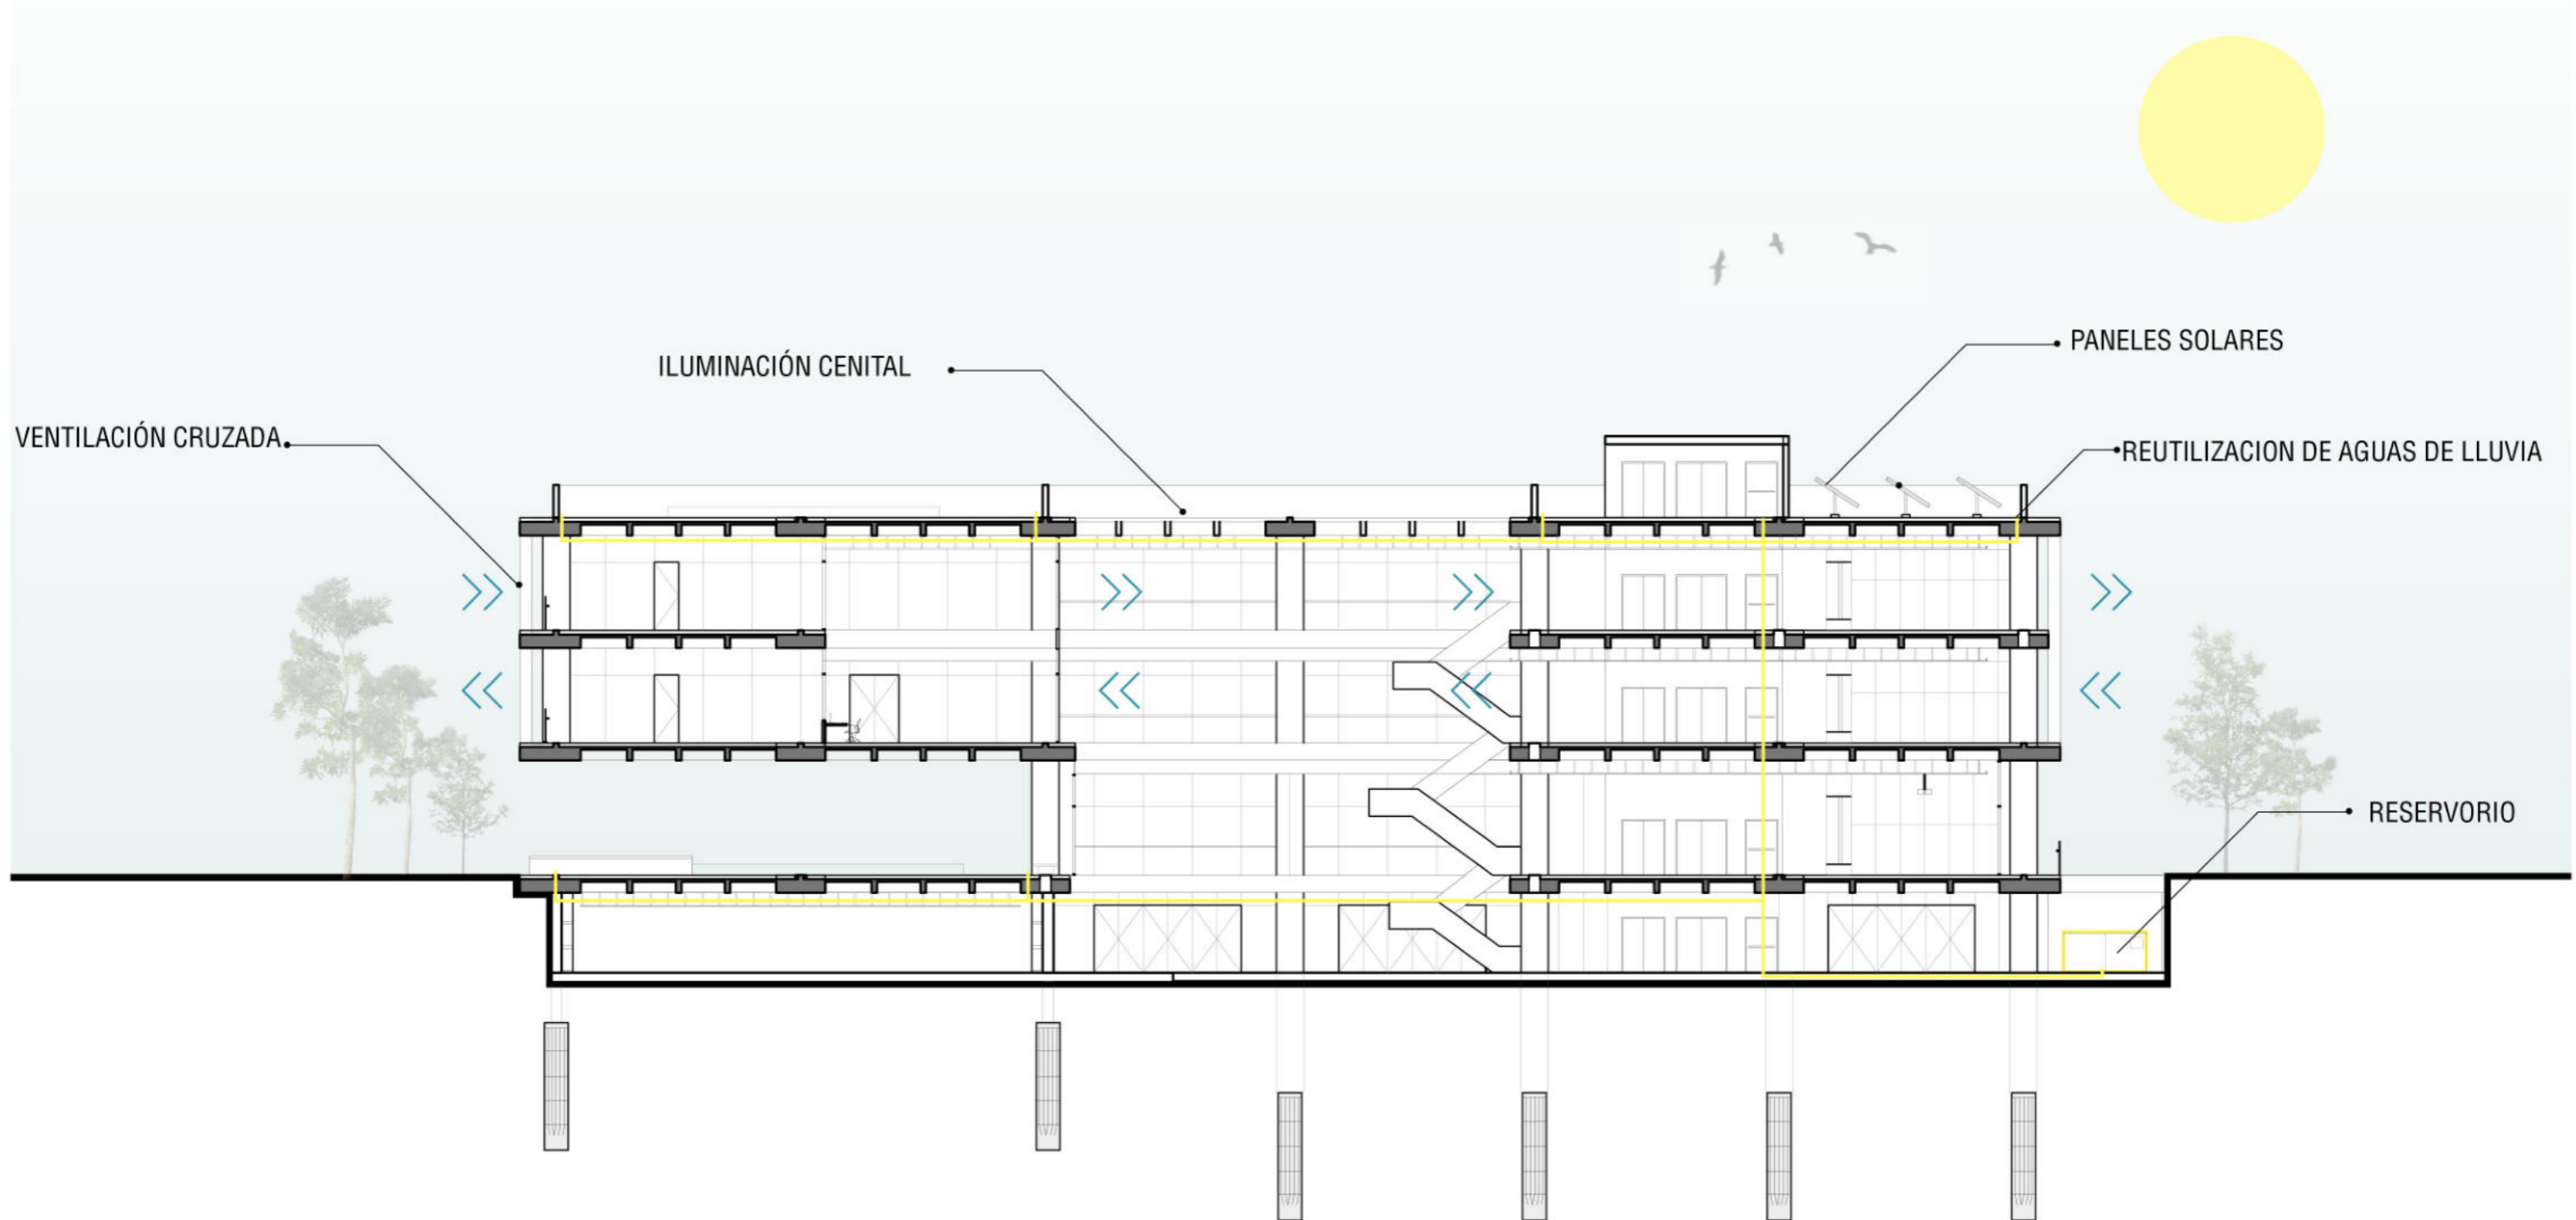 PANELES SOLARES
ILUMINACIÓN CENITAL
VENTILACIÓN CRUZADA
REUTILIZACION DE AGUAS DE LLUVIA
RESERVORIO